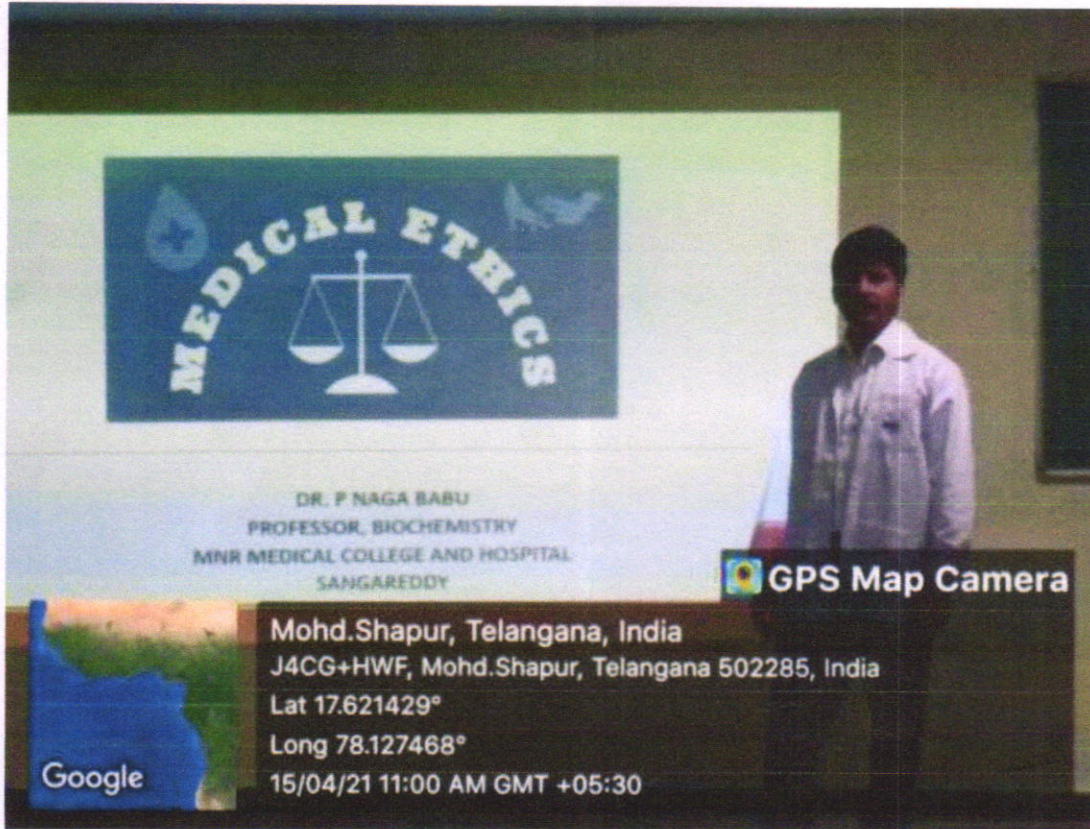 MEDICAL ETHICS
DR. P NAGA BABU
PROFESSOR, BIOCHEMISTRY
MNR MEDICAL COLLEGE AND HOSPITAL
SANGAREDDY
GPS Map Camera
Mohd.Shapur, Telangana, India
J4CG+HWF, Mohd.Shapur, Telangana 502285, India
Lat 17.621429°
Long 78.127468°
15/04/21 11:00 AM GMT +05:30
Google